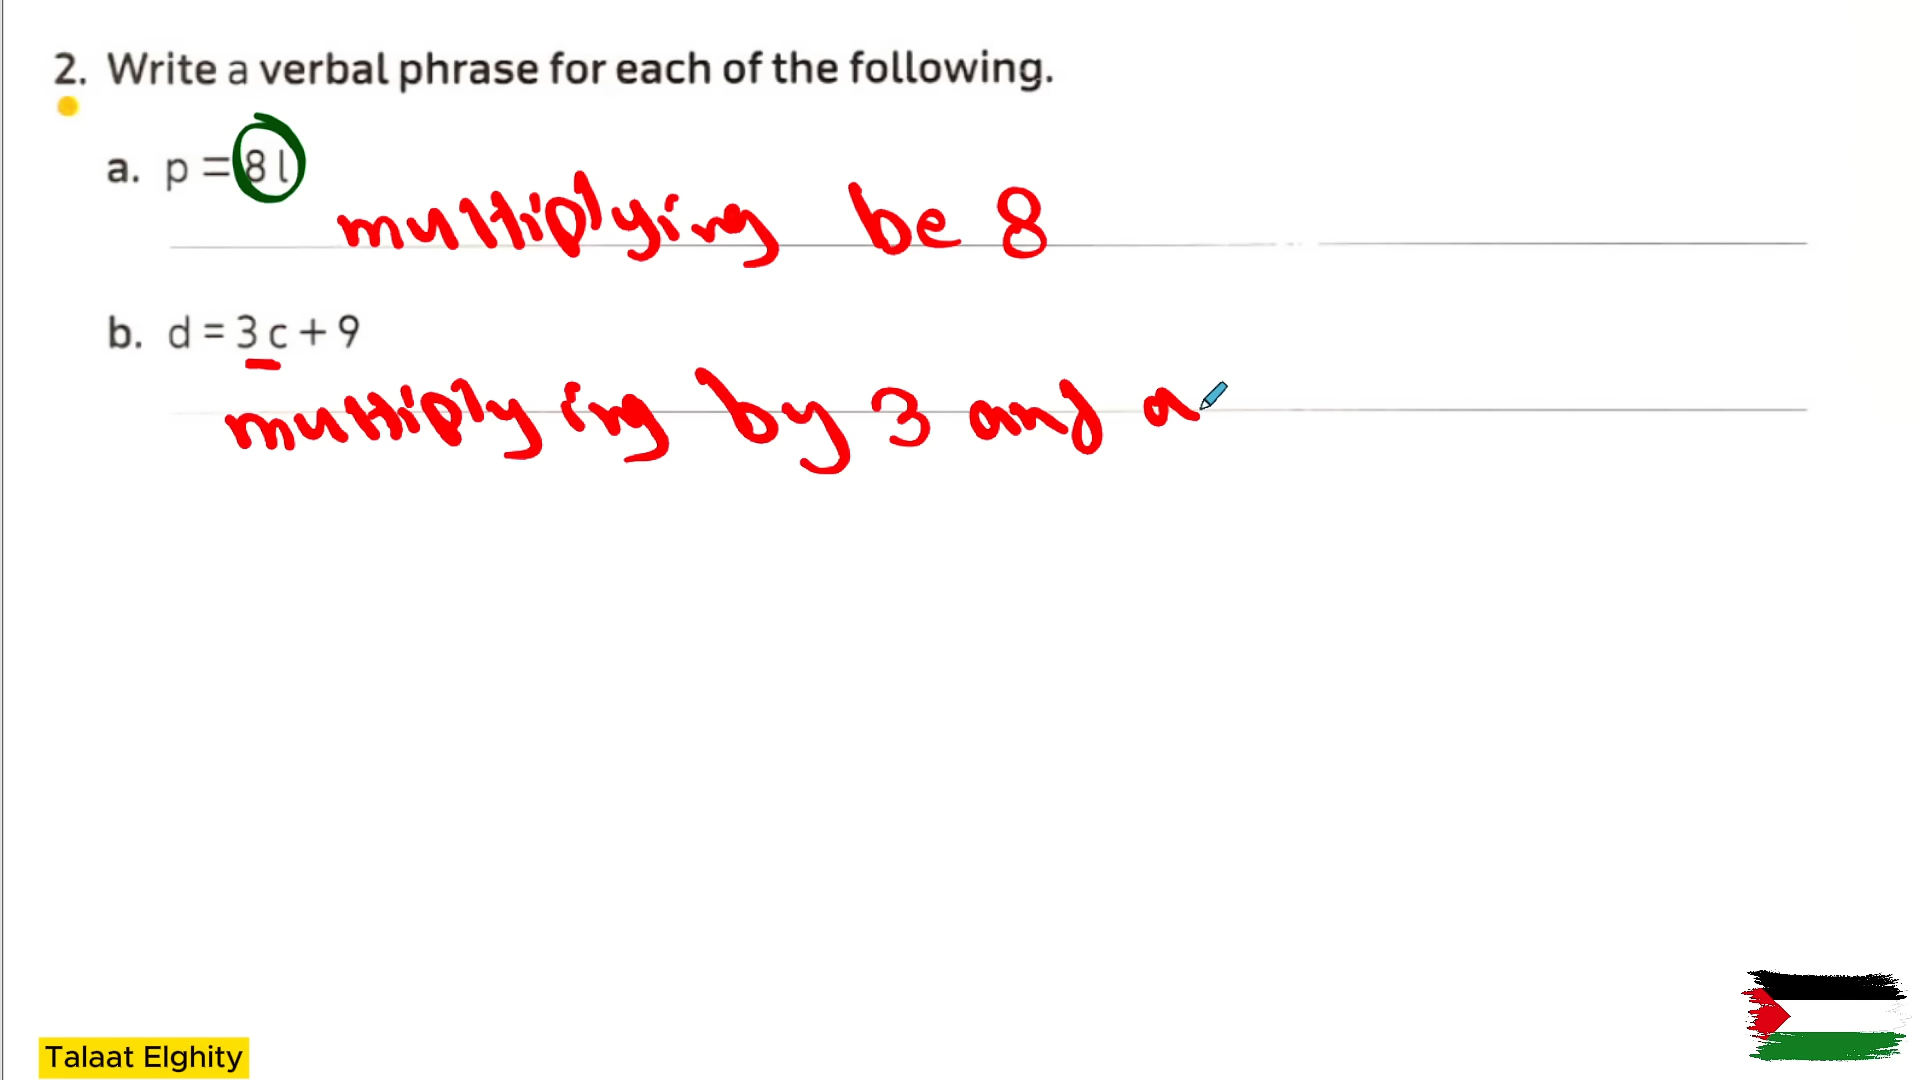 2. Write a verbal phrase for each of the following.
a. p = 8 l
multiplying be 8
b. d = 3 c + 9
multiplying by 3 and a
Talaat Elghity